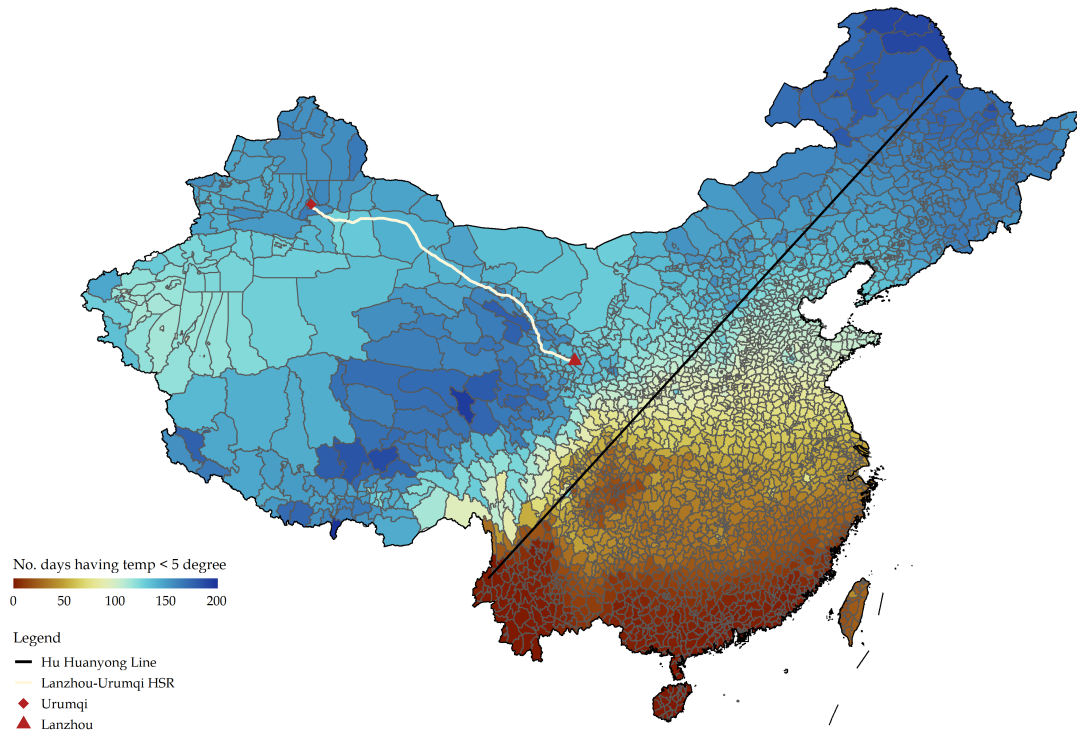 No. days having temp < 5 degree
0 50 100 150 200
Legend
Hu Huanyong Line
Lanzhou-Urumqi HSR
Urumqi
Lanzhou